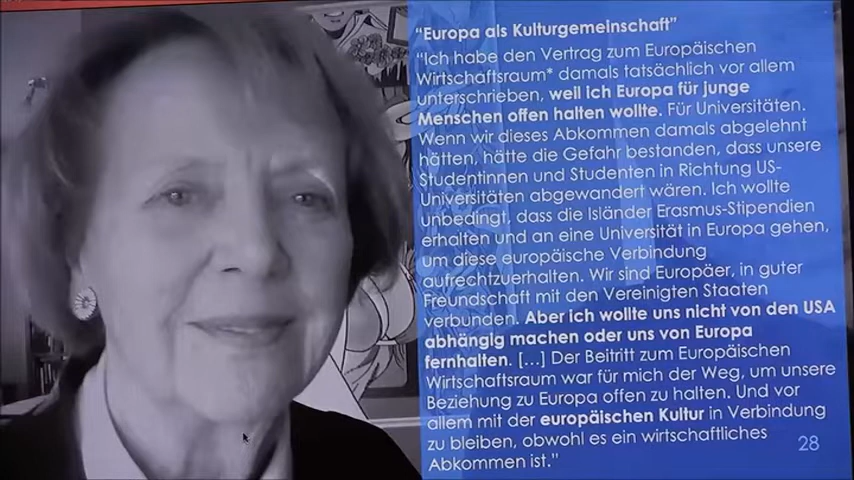 “Europa als Kulturgemeinschaft”
“Ich habe den Vertrag zum Europäischen
Wirtschaftsraum* damals tatsächlich vor allem
unterschrieben, weil ich Europa für junge
Menschen offen halten wollte. Für Universitäten.
Wenn wir dieses Abkommen damals abgelehnt
hätten, hätte die Gefahr bestanden, dass unsere
Studentinnen und Studenten in Richtung US-
Universitäten abgewandert wären. Ich wollte
unbedingt, dass die Isländer Erasmus-Stipendien
erhalten und an eine Universität in Europa gehen,
um diese europäische Verbindung
aufrechtzuerhalten. Wir sind Europäer, in guter
Freundschaft mit den Vereinigten Staaten
verbunden. Aber ich wollte uns nicht von den USA
abhängig machen oder uns von Europa
fernhalten. [...] Der Beitritt zum Europäischen
Wirtschaftsraum war für mich der Weg, um unsere
Beziehung zu Europa offen zu halten. Und vor
allem mit der europäischen Kultur in Verbindung
zu bleiben, obwohl es ein wirtschaftliches
Abkommen ist.”
28